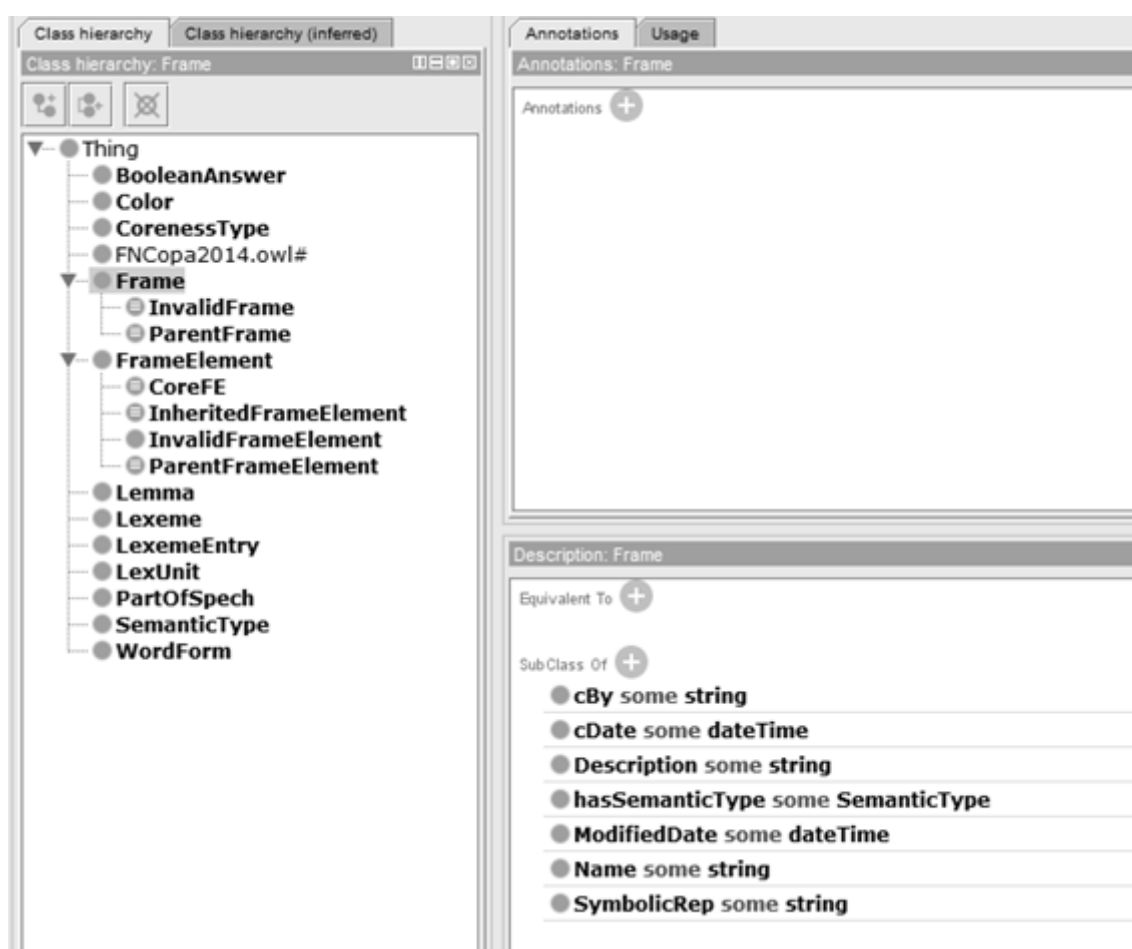 Class hierarchy
Class hierarchy (inferred)
Class hierarchy: Frame
Thing
BooleanAnswer
Color
CorenessType
FNCopa2014.owl#
Frame
InvalidFrame
ParentFrame
FrameElement
CoreFE
InheritedFrameElement
InvalidFrameElement
ParentFrameElement
Lemma
Lexeme
LexemeEntry
LexUnit
PartOfSpech
SemanticType
WordForm
Annotations
Usage
Annotations: Frame
Annotations
Description: Frame
Equivalent To
SubClass Of
cBy some string
cDate some dateTime
Description some string
hasSemanticType some SemanticType
ModifiedDate some dateTime
Name some string
SymbolicRep some string